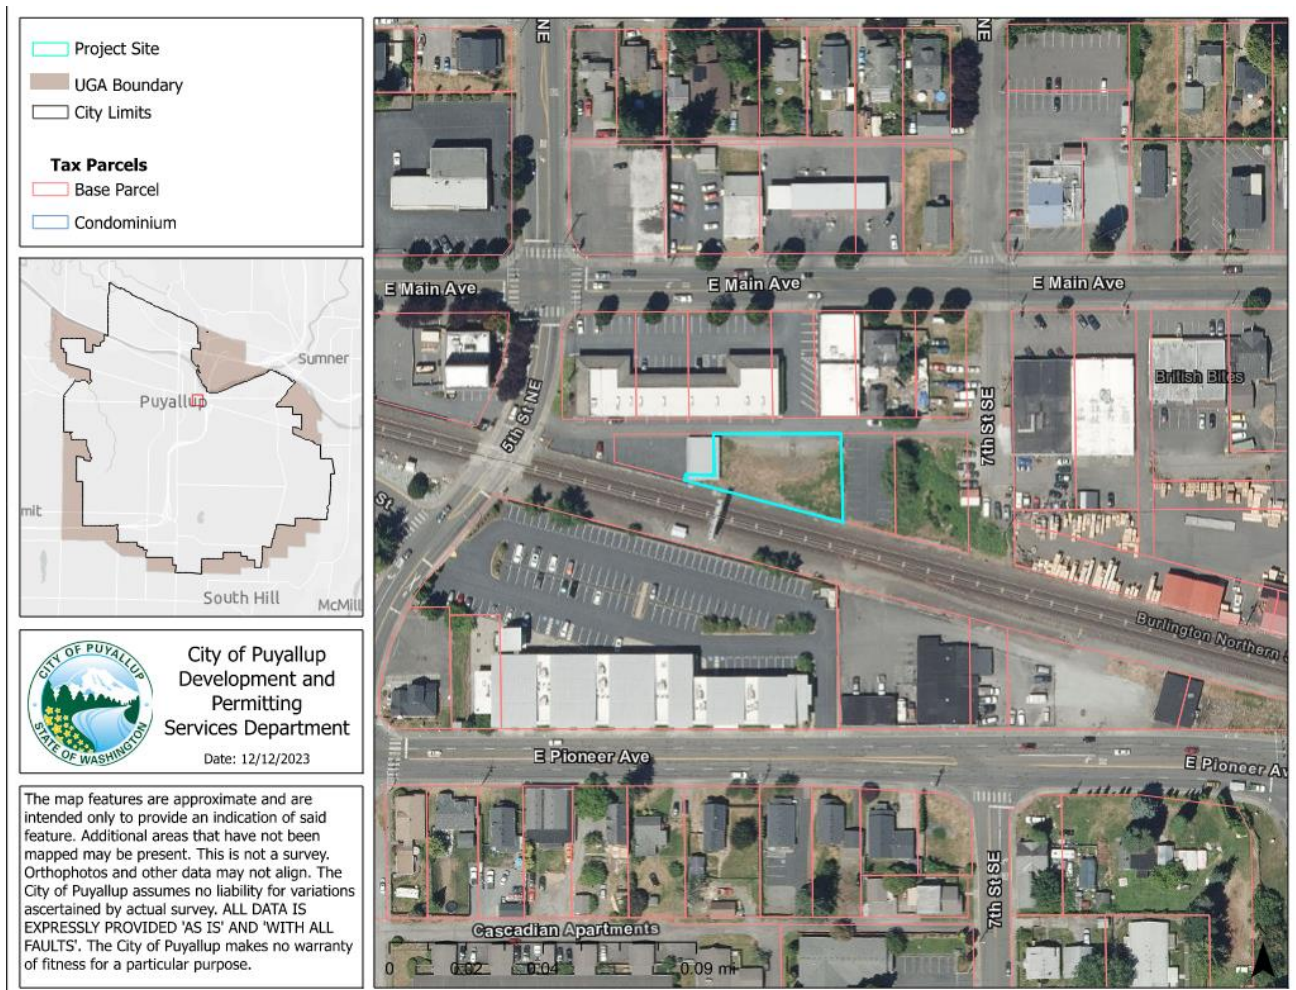 Project Site
UGA Boundary
City Limits
Tax Parcels
Base Parcel
Condominium
Sumner
Puyallup
South Hill
McMill
mit
CITY OF PUYALLUP
STATE OF WASHINGTON
City of Puyallup
Development and
Permitting
Services Department
Date: 12/12/2023
The map features are approximate and are
intended only to provide an indication of said
feature. Additional areas that have not been
mapped may be present. This is not a survey.
Orthophotos and other data may not align. The
City of Puyallup assumes no liability for variations
ascertained by actual survey. ALL DATA IS
EXPRESSLY PROVIDED 'AS IS' AND 'WITH ALL
FAULTS'. The City of Puyallup makes no warranty
of fitness for a particular purpose.
NE
NE
E Main Ave
E Main Ave
E Main Ave
British Bites
5th St NE
7th St SE
St
Burlington Northern S
E Pioneer Ave
E Pioneer Av
7th St SE
Cascadian Apartments
0 0.02 0.04 0.09 mi